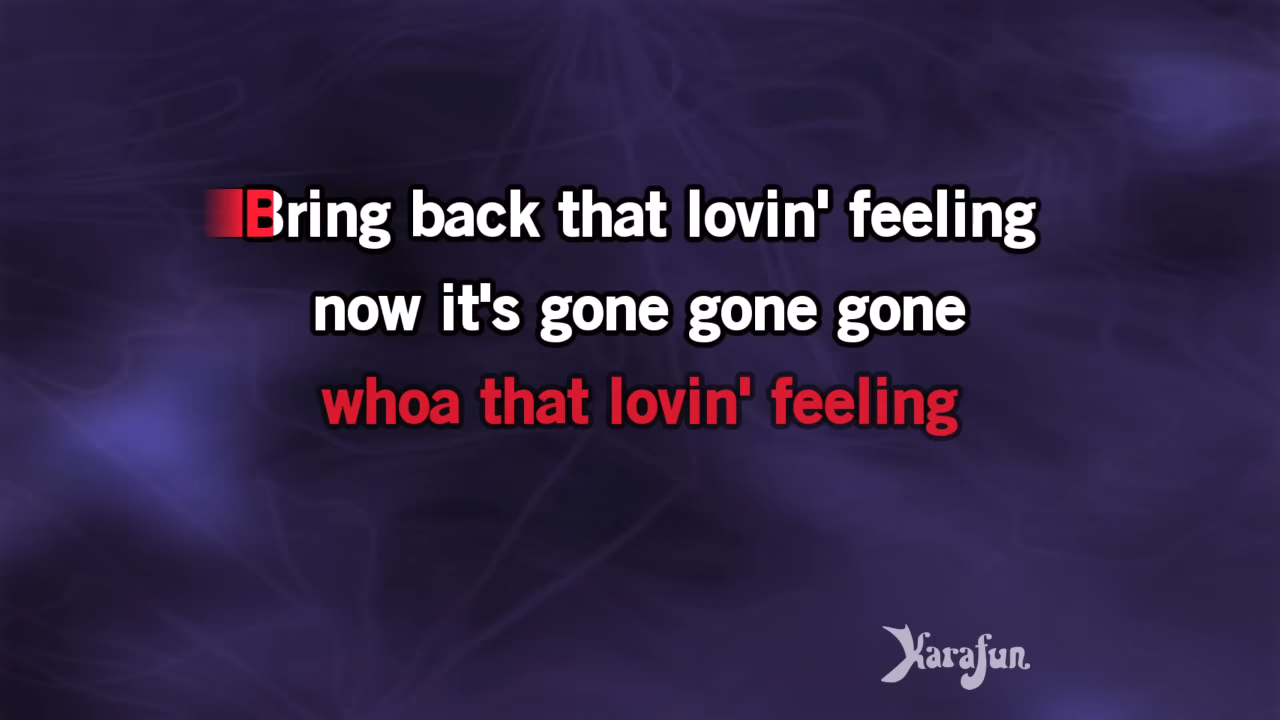 Bring back that lovin' feeling
now it's gone gone gone
whoa that lovin' feeling
Karafun